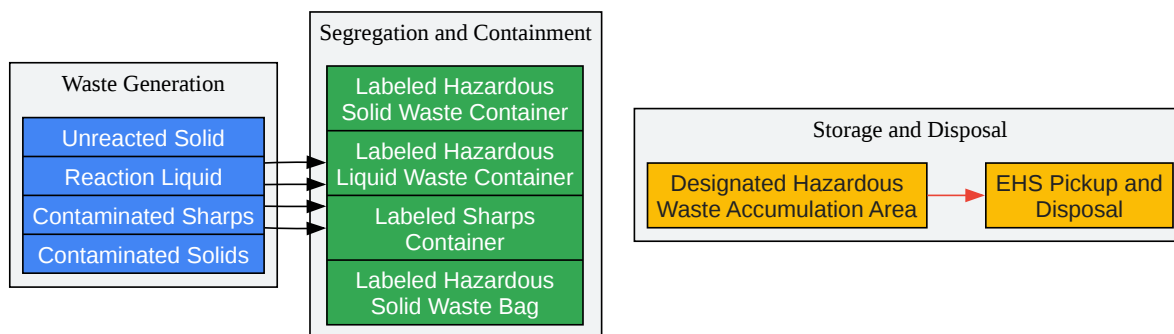 Waste Generation
Unreacted Solid
Reaction Liquid
Contaminated Sharps
Contaminated Solids
Segregation and Containment
Labeled Hazardous
Solid Waste Container
Labeled Hazardous
Liquid Waste Container
Labeled Sharps
Container
Labeled Hazardous
Solid Waste Bag
Storage and Disposal
Designated Hazardous
Waste Accumulation Area
EHS Pickup and
Disposal